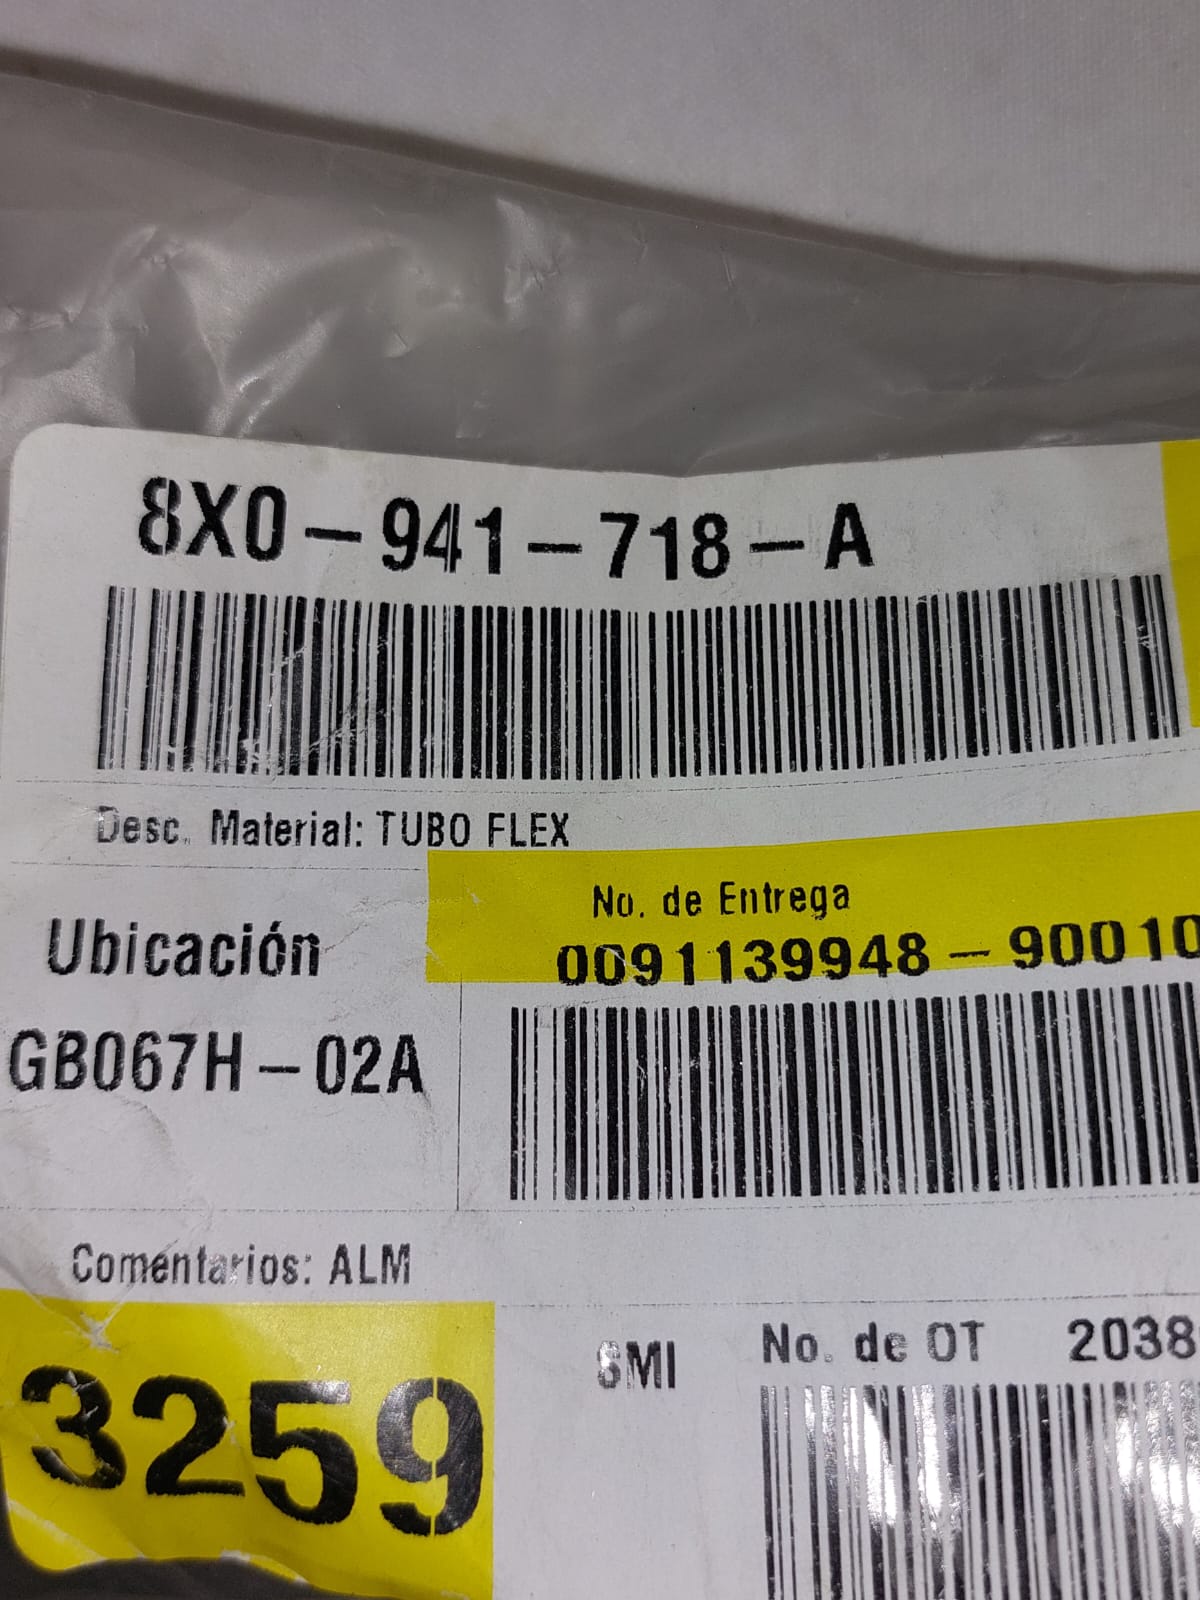 8X0-941-718-A
Desc. Material: TUBO FLEX
No. de Entrega
Ubicación
0091139948-90010
GB067H-02A
Comentarios: ALM
SMI No. de OT 2038
3259